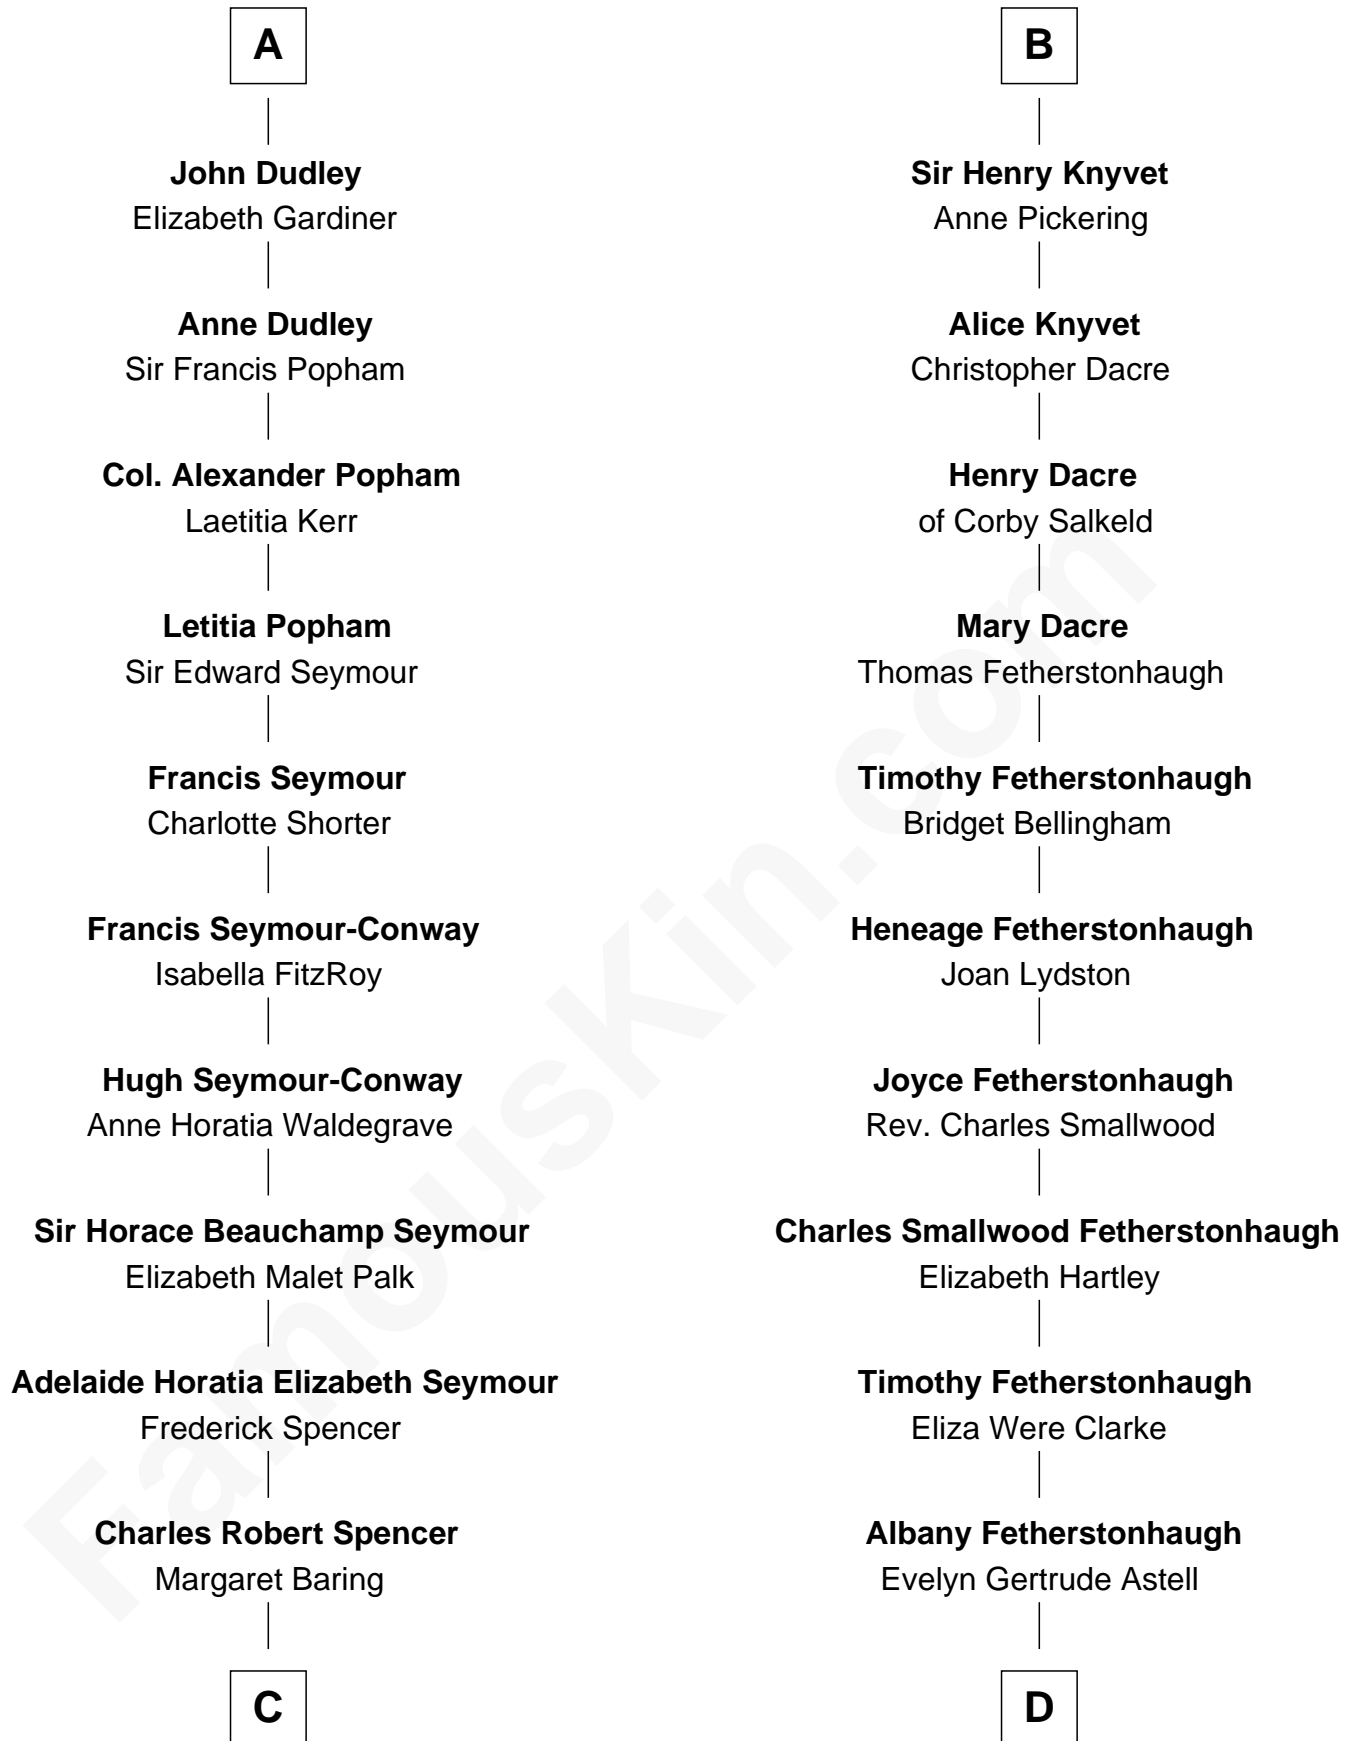 A
John Dudley
Elizabeth Gardiner
Anne Dudley
Sir Francis Popham
Col. Alexander Popham
Laetitia Kerr
Letitia Popham
Sir Edward Seymour
Francis Seymour
Charlotte Shorter
Francis Seymour-Conway
Isabella FitzRoy
Hugh Seymour-Conway
Anne Horatia Waldegrave
Sir Horace Beauchamp Seymour
Elizabeth Malet Palk
Adelaide Horatia Elizabeth Seymour
Frederick Spencer
Charles Robert Spencer
Margaret Baring
C
B
Sir Henry Knyvet
Anne Pickering
Alice Knyvet
Christopher Dacre
Henry Dacre
of Corby Salkeld
Mary Dacre
Thomas Fetherstonhaugh
Timothy Fetherstonhaugh
Bridget Bellingham
Heneage Fetherstonhaugh
Joan Lydston
Joyce Fetherstonhaugh
Rev. Charles Smallwood
Charles Smallwood Fetherstonhaugh
Elizabeth Hartley
Timothy Fetherstonhaugh
Eliza Were Clarke
Albany Fetherstonhaugh
Evelyn Gertrude Astell
D
FamousKin.com